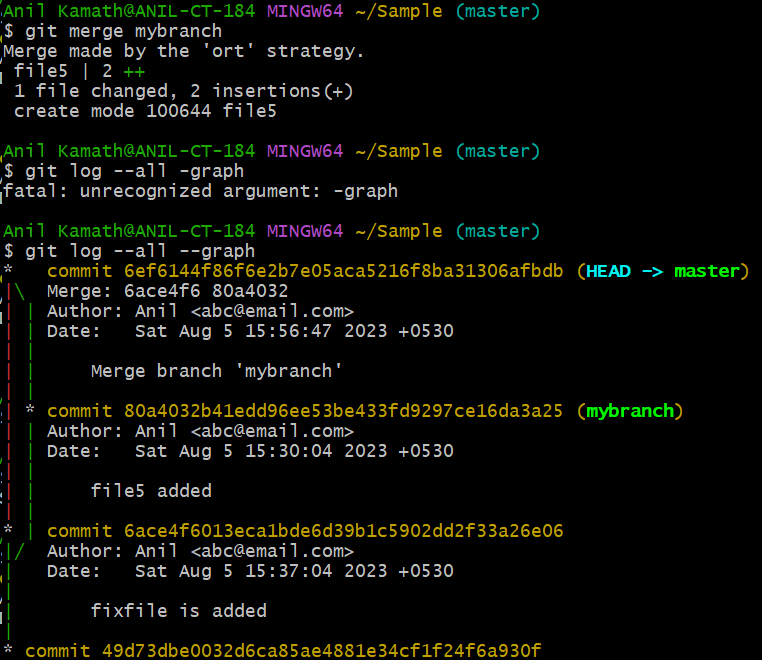 Anil Kamath@ANIL-CT-184 MINGW64 ~/Sample (master)
$ git merge mybranch
Merge made by the 'ort' strategy.
 file5 | 2 ++
 1 file changed, 2 insertions(+)
 create mode 100644 file5

Anil Kamath@ANIL-CT-184 MINGW64 ~/Sample (master)
$ git log --all -graph
fatal: unrecognized argument: -graph

Anil Kamath@ANIL-CT-184 MINGW64 ~/Sample (master)
$ git log --all --graph
*   commit 6ef6144f86f6e2b7e05aca5216f8ba31306afbdb (HEAD -> master)
|\  Merge: 6ace4f6 80a4032
| | Author: Anil <abc@email.com>
| | Date:   Sat Aug 5 15:56:47 2023 +0530
| |
| |     Merge branch 'mybranch'
| |
| * commit 80a4032b41edd96ee53be433fd9297ce16da3a25 (mybranch)
| | Author: Anil <abc@email.com>
| | Date:   Sat Aug 5 15:30:04 2023 +0530
| |
| |     file5 added
| |
* | commit 6ace4f6013eca1bde6d39b1c5902dd2f33a26e06
|/  Author: Anil <abc@email.com>
|   Date:   Sat Aug 5 15:37:04 2023 +0530
|
|       fixfile is added
|
* commit 49d73dbe0032d6ca85ae4881e34cf1f24f6a930f